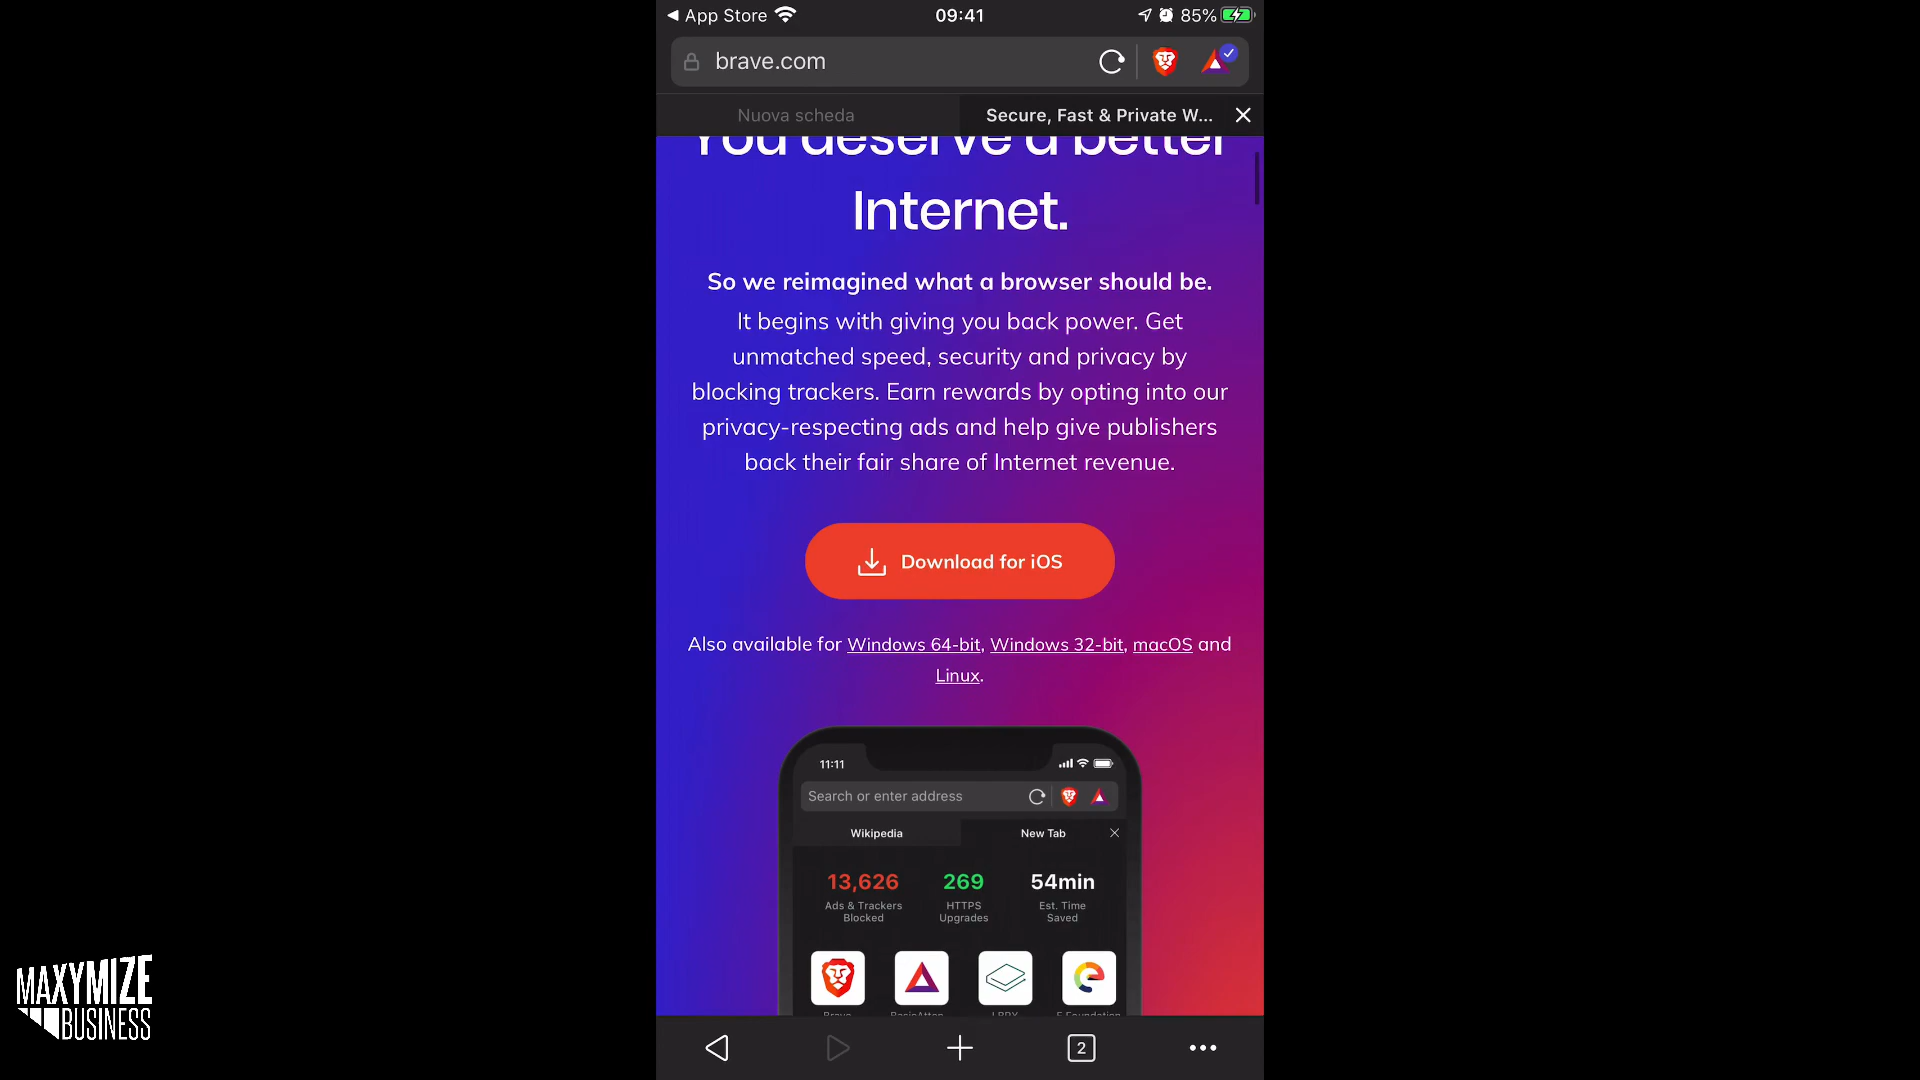 App Store
09:41
85%
brave.com
Nuova scheda
Secure, Fast & Private W...
You deserve a better
Internet.
So we reimagined what a browser should be.
It begins with giving you back power. Get
unmatched speed, security and privacy by
blocking trackers. Earn rewards by opting into our
privacy-respecting ads and help give publishers
back their fair share of Internet revenue.
Download for iOS
Also available for Windows 64-bit, Windows 32-bit, macOS and
Linux.
11:11
Search or enter address
Wikipedia
New Tab
13,626
269
54min
Ads & Trackers
HTTPS
Est. Time
Blocked
Upgrades
Saved
2
MAXYMIZE
BUSINESS